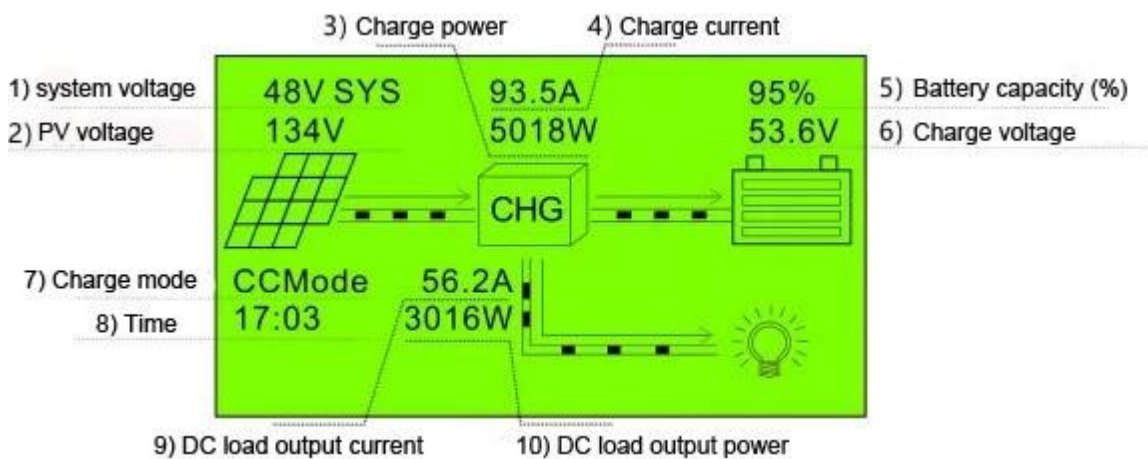 3) Charge power
4) Charge current
1) system voltage
48V SYS
93.5A
95%
5) Battery capacity (%)
2) PV voltage
134V
5018W
53.6V
6) Charge voltage
CHG
7) Charge mode
CCMode
56.2A
8) Time
17:03
3016W
9) DC load output current
10) DC load output power